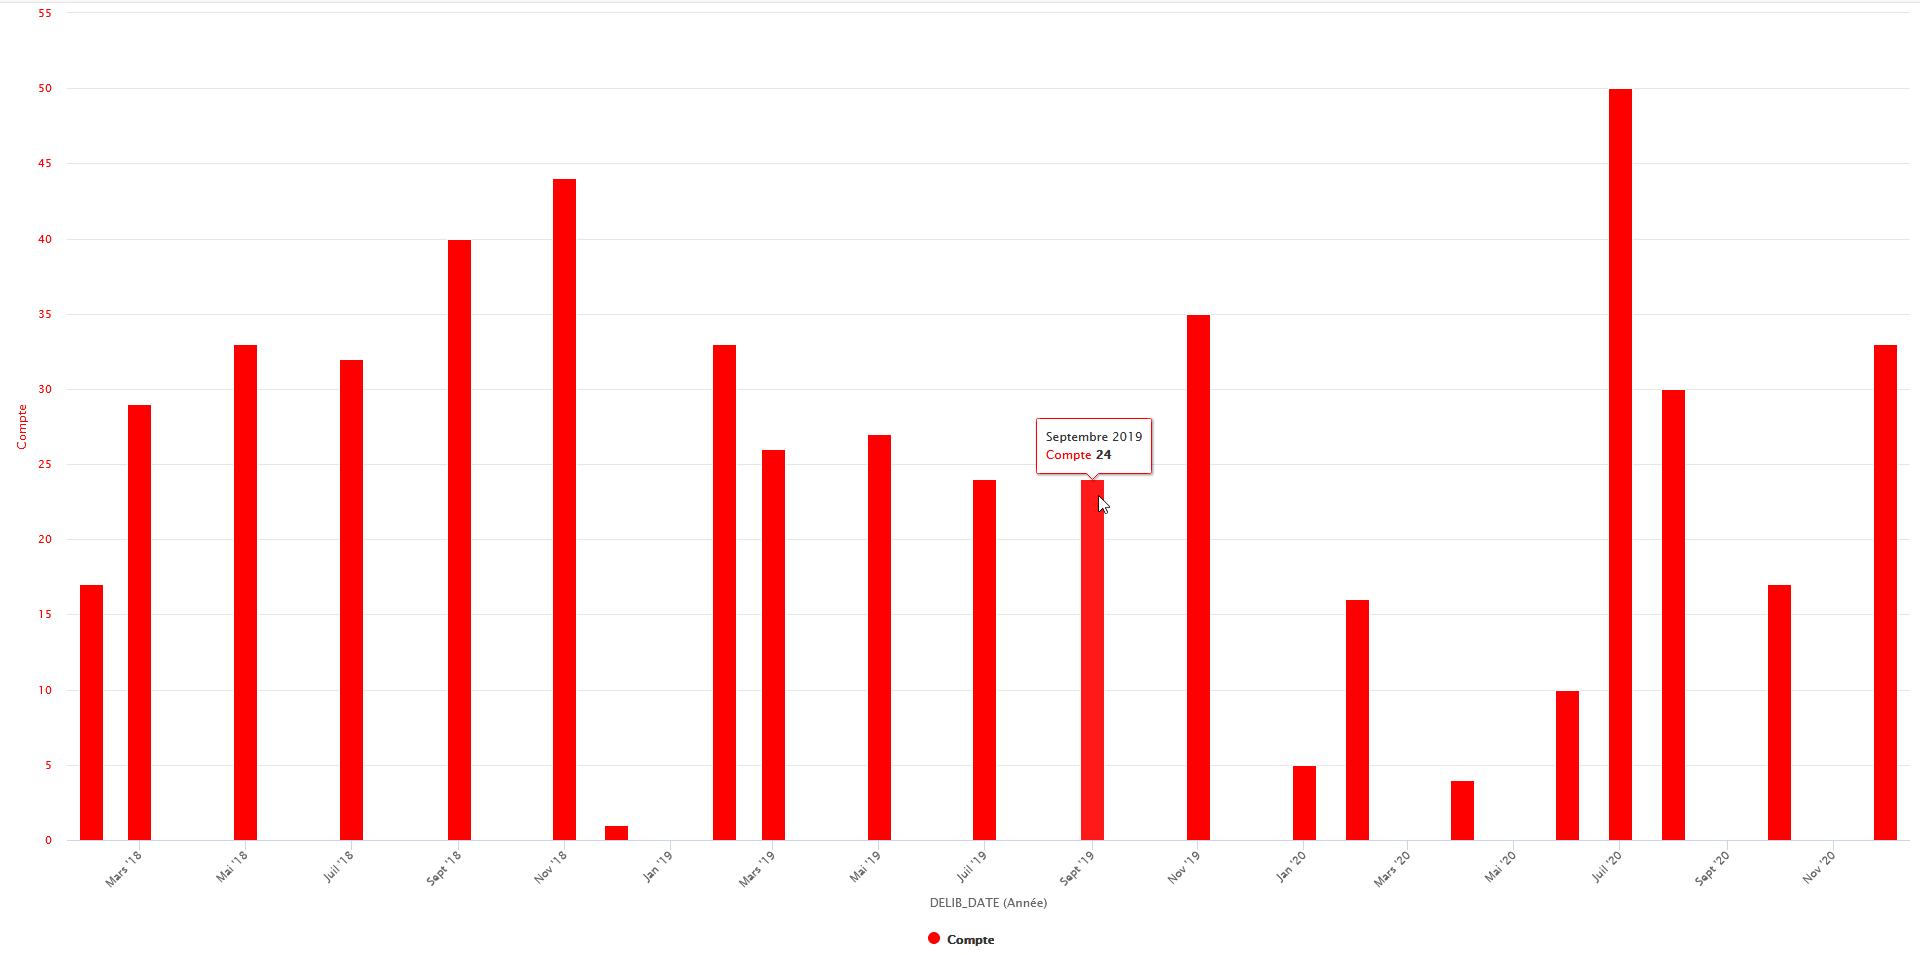 55
50
45
40
35
30
25
20
15
10
5
0
Compte
Septembre 2019
Compte 24
Mars '18
Mai '18
Juil '18
Sept '18
Nov '18
Jan '19
Mars '19
Mai '19
Juil '19
Sept '19
Nov '19
Jan '20
Mars '20
Mai '20
Juil '20
Sept '20
Nov '20
DELIB_DATE (Année)
Compte